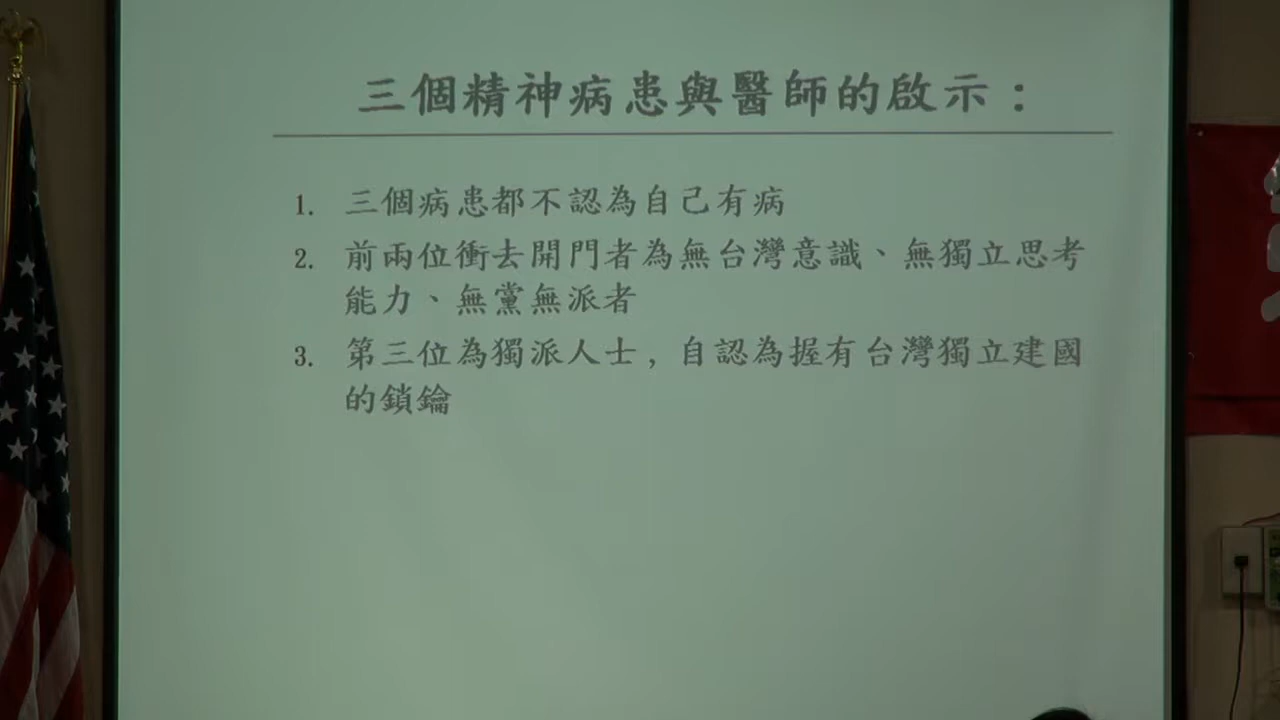 三個精神病患與醫師的啟示：
1. 三個病患都不認為自己有病
2. 前兩位衝去開門者為無台灣意識、無獨立思考
能力、無黨無派者
3. 第三位為獨派人士，自認為握有台灣獨立建國
的鎖鑰